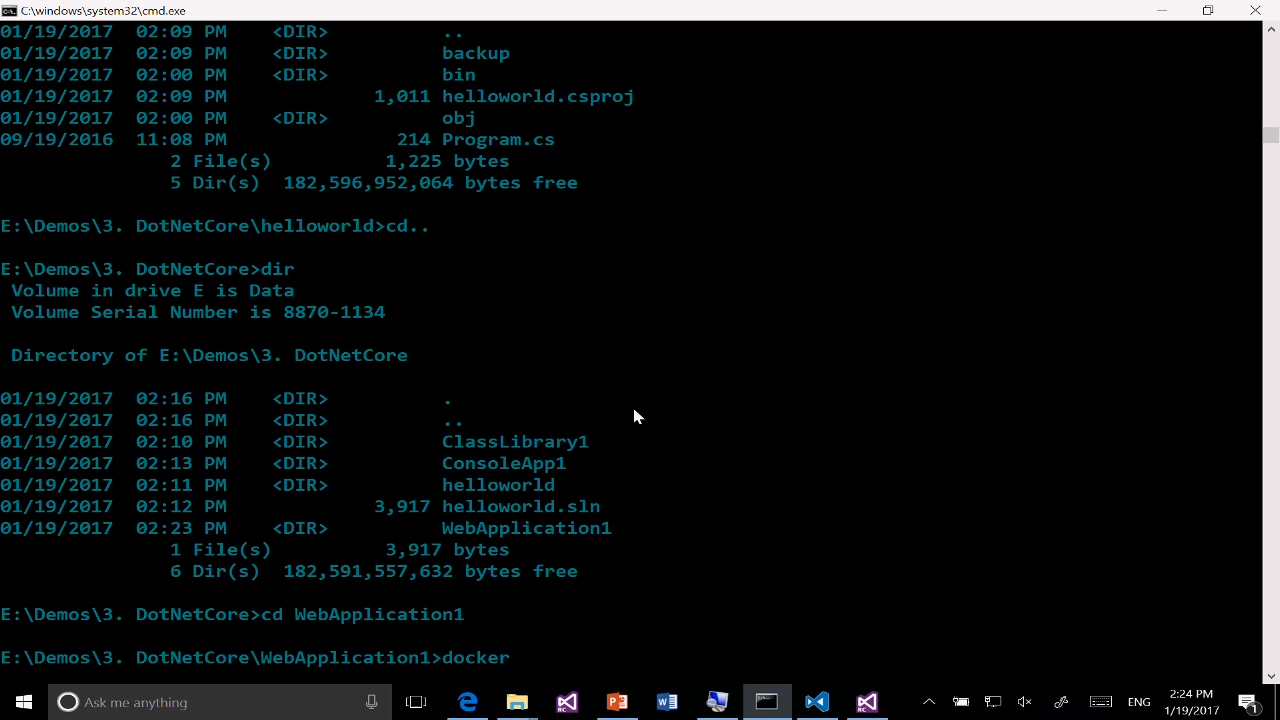 C:\windows\system32\cmd.exe
01/19/2017 02:09 PM <DIR> ..
01/19/2017 02:09 PM <DIR> backup
01/19/2017 02:00 PM <DIR> bin
01/19/2017 02:09 PM 1,011 helloworld.csproj
01/19/2017 02:00 PM <DIR> obj
09/19/2016 11:08 PM 214 Program.cs
2 File(s) 1,225 bytes
5 Dir(s) 182,596,952,064 bytes free
E:\Demos\3. DotNetCore\helloworld>cd..
E:\Demos\3. DotNetCore>dir
Volume in drive E is Data
Volume Serial Number is 8870-1134
Directory of E:\Demos\3. DotNetCore
01/19/2017 02:16 PM <DIR> .
01/19/2017 02:16 PM <DIR> ..
01/19/2017 02:10 PM <DIR> ClassLibrary1
01/19/2017 02:13 PM <DIR> ConsoleApp1
01/19/2017 02:11 PM <DIR> helloworld
01/19/2017 02:12 PM 3,917 helloworld.sln
01/19/2017 02:23 PM <DIR> WebApplication1
1 File(s) 3,917 bytes
6 Dir(s) 182,591,557,632 bytes free
E:\Demos\3. DotNetCore>cd WebApplication1
E:\Demos\3. DotNetCore\WebApplication1>docker
Ask me anything
ENG
2:24 PM
1/19/2017
1